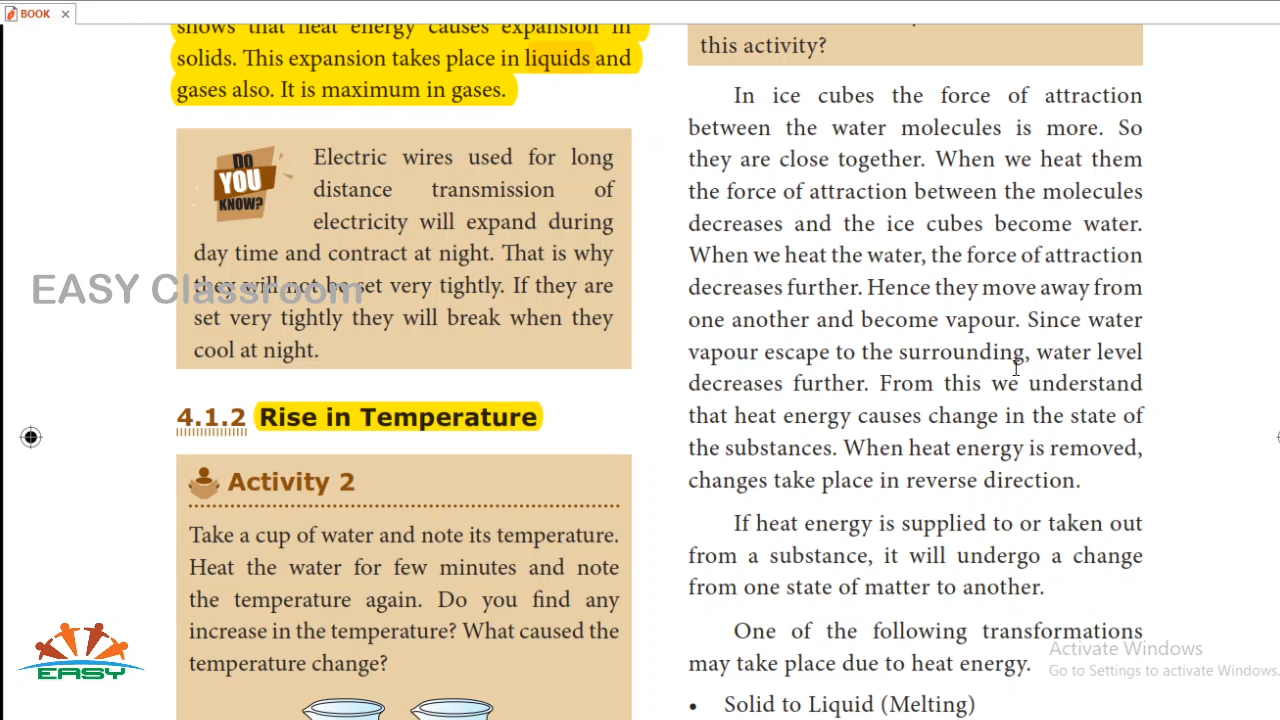 BOOK
shows that heat energy causes expansion in
solids. This expansion takes place in liquids and
gases also. It is maximum in gases.
DO
YOU
KNOW?
Electric wires used for long
distance transmission of
electricity will expand during
day time and contract at night. That is why
they will not be set very tightly. If they are
set very tightly they will break when they
cool at night.
EASY Classroom
4.1.2 Rise in Temperature
Activity 2
Take a cup of water and note its temperature.
Heat the water for few minutes and note
the temperature again. Do you find any
increase in the temperature? What caused the
temperature change?
EASY
this activity?
In ice cubes the force of attraction
between the water molecules is more. So
they are close together. When we heat them
the force of attraction between the molecules
decreases and the ice cubes become water.
When we heat the water, the force of attraction
decreases further. Hence they move away from
one another and become vapour. Since water
vapour escape to the surrounding, water level
decreases further. From this we understand
that heat energy causes change in the state of
the substances. When heat energy is removed,
changes take place in reverse direction.
If heat energy is supplied to or taken out
from a substance, it will undergo a change
from one state of matter to another.
One of the following transformations
may take place due to heat energy.
• Solid to Liquid (Melting)
Activate Windows
Go to Settings to activate Windows.